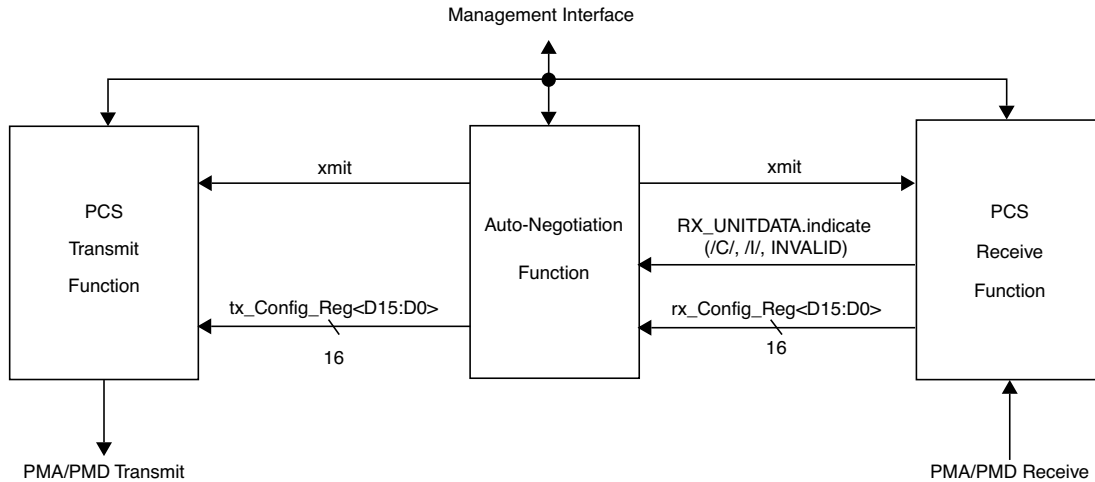 Management Interface
xmit
xmit
PCS
Transmit
Function
Auto-Negotiation
Function
RX_UNITDATA.indicate
(/C/, /I/, INVALID)
PCS
Receive
Function
tx_Config_Reg<D15:D0>
16
rx_Config_Reg<D15:D0>
16
PMA/PMD Transmit
PMA/PMD Receive